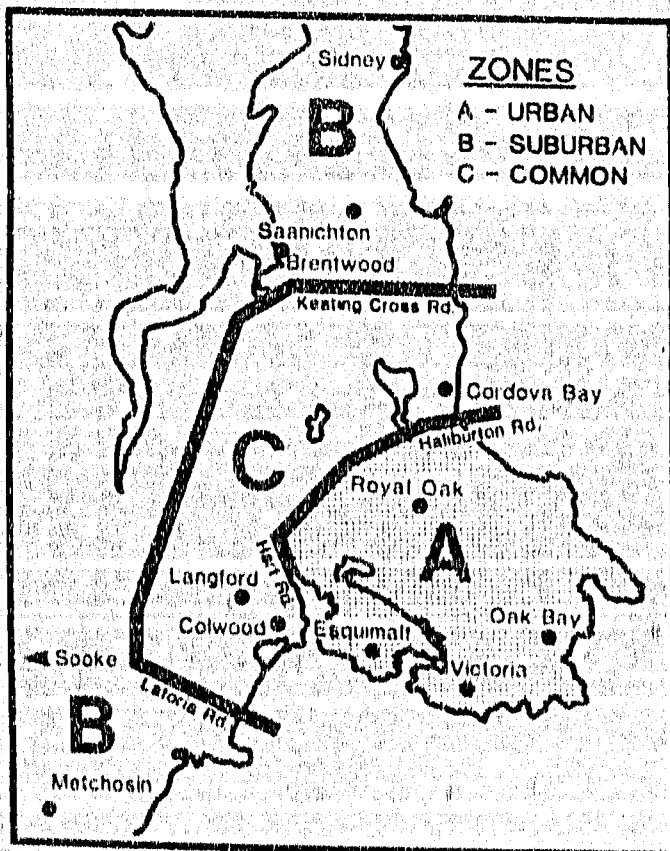 Sidney
ZONES
A - URBAN
B - SUBURBAN
C - COMMON
B
Saanichton
Brentwood
Keating Cross Rd.
Cordova Bay
Haliburton Rd.
C
Royal Oak
A
Hart Rd.
Langford
Colwood
Esquimalt
Oak Bay
Victoria
Sooke
Latoria Rd.
B
Metchosin